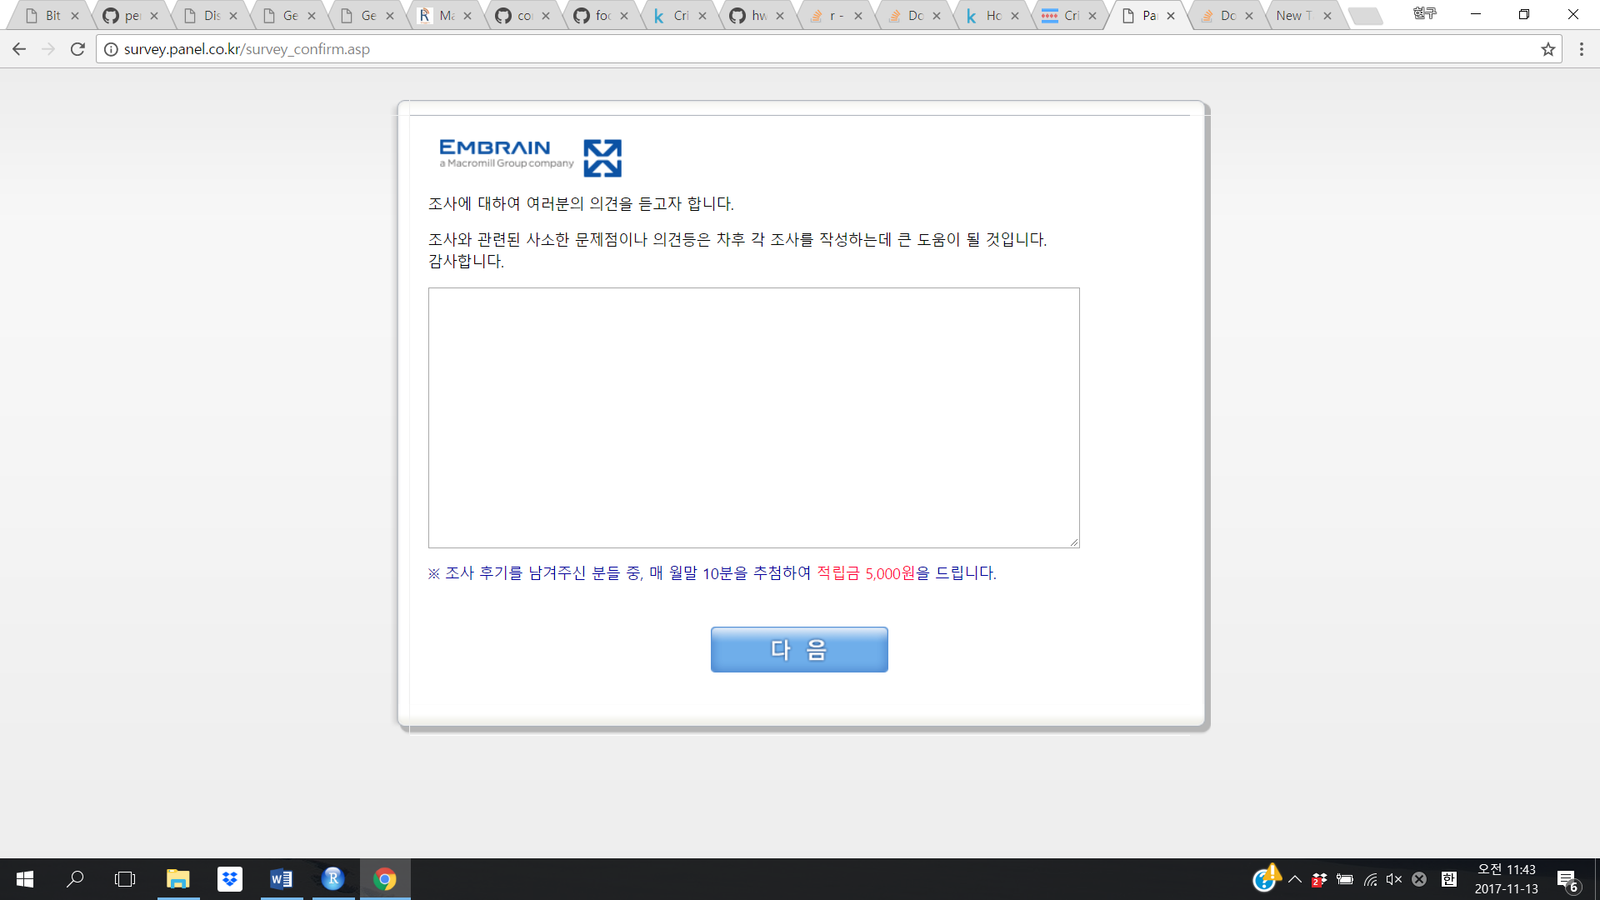 Bit
per
Dis
Ge
Ge
Ma
co
foc
Cri
hw
r -
Do
Ho
Cri
Pa
Do
New T
현구
survey.panel.co.kr/survey_confirm.asp
EMBRAIN
a Macromill Group company
조사에 대하여 여러분의 의견을 듣고자 합니다.
조사와 관련된 사소한 문제점이나 의견등은 차후 각 조사를 작성하는데 큰 도움이 될 것입니다.
감사합니다.
※ 조사 후기를 남겨주신 분들 중, 매 월말 10분을 추첨하여 적립금 5,000원을 드립니다.
다 음
오전 11:43
한
2017-11-13
6